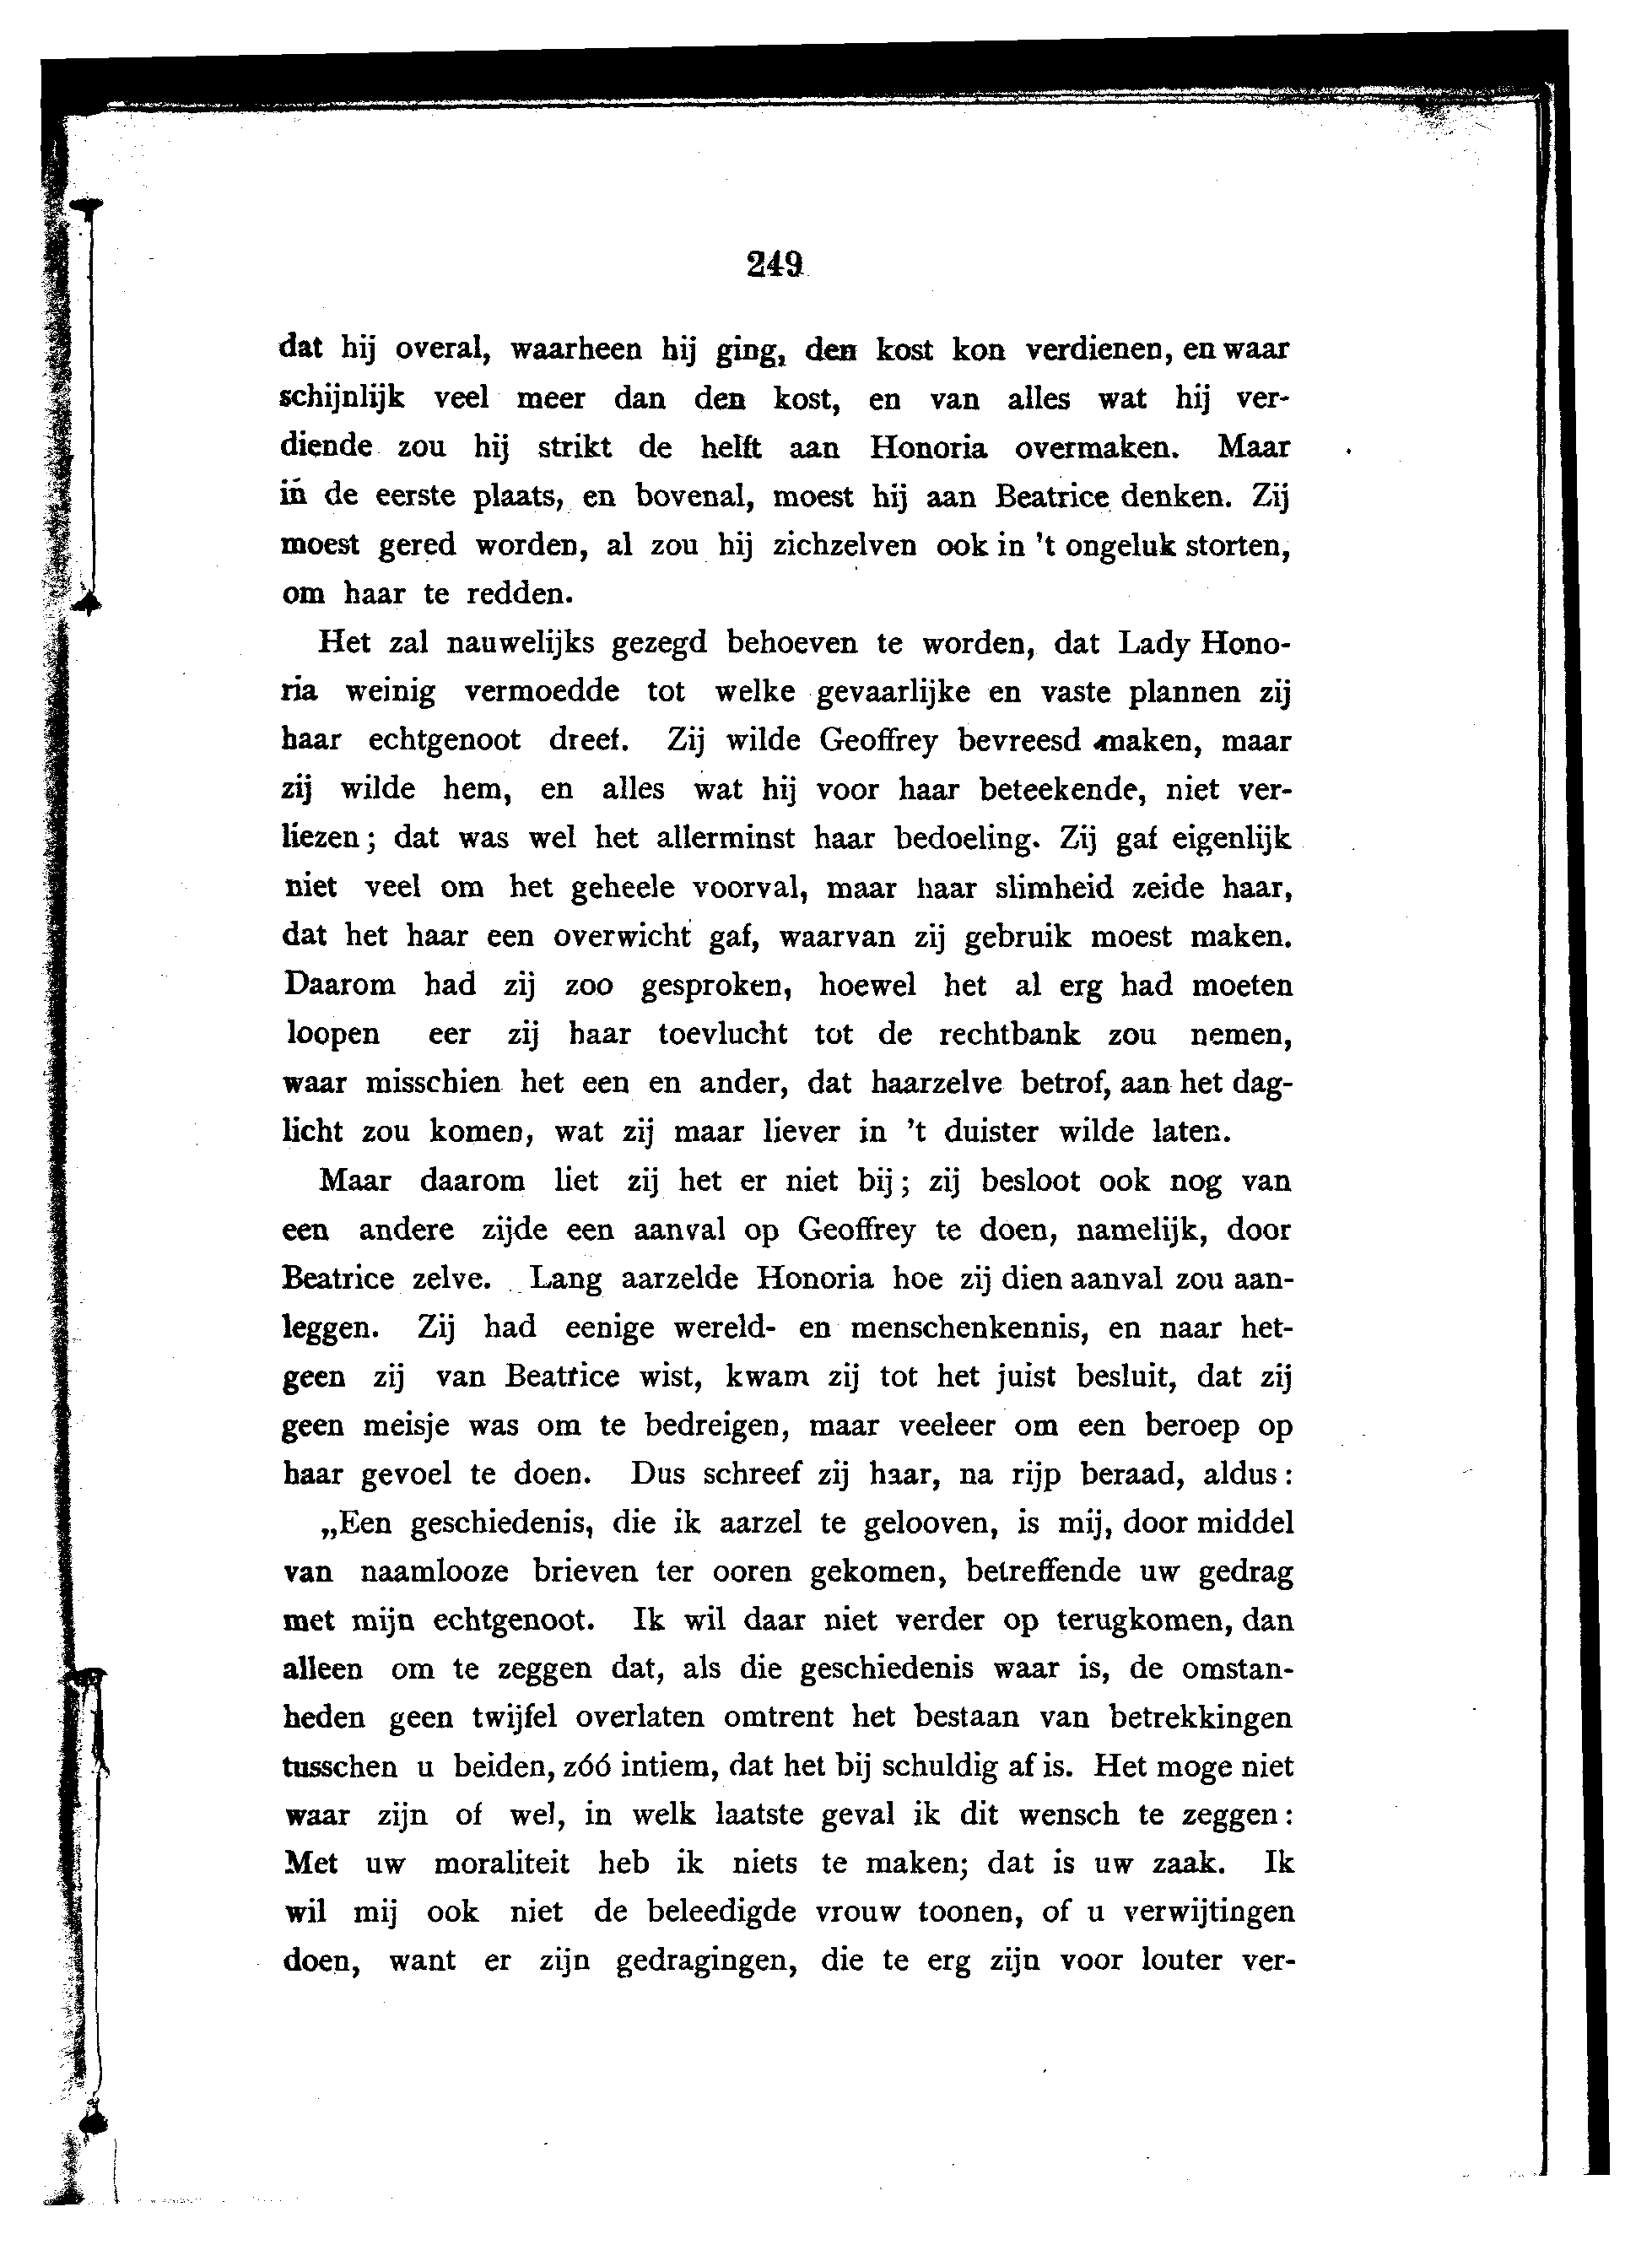 249
dat hij overal, waarheen hij ging, den kost kon verdienen, en waar
schijnlijk veel meer dan den kost, en van alles wat hij ver-
diende zou hij strikt de helft aan Honoria overmaken. Maar
in de eerste plaats, en bovenal, moest hij aan Beatrice denken. Zij
moest gered worden, al zou hij zichzelven ook in 't ongeluk storten,
om haar te redden.
Het zal nauwelijks gezegd behoeven te worden, dat Lady Hono-
ria weinig vermoedde tot welke gevaarlijke en vaste plannen zij
haar echtgenoot dreef. Zij wilde Geoffrey bevreesd maken, maar
zij wilde hem, en alles wat hij voor haar beteekende, niet ver-
liezen; dat was wel het allerminst haar bedoeling. Zij gaf eigenlijk
niet veel om het geheele voorval, maar haar slimheid zeide haar,
dat het haar een overwicht gaf, waarvan zij gebruik moest maken.
Daarom had zij zoo gesproken, hoewel het al erg had moeten
loopen eer zij haar toevlucht tot de rechtbank zou nemen,
waar misschien het een en ander, dat haarzelve betrof, aan het dag-
licht zou komen, wat zij maar liever in 't duister wilde laten.
Maar daarom liet zij het er niet bij; zij besloot ook nog van
een andere zijde een aanval op Geoffrey te doen, namelijk, door
Beatrice zelve. Lang aarzelde Honoria hoe zij dien aanval zou aan-
leggen. Zij had eenige wereld- en menschenkennis, en naar het-
geen zij van Beatrice wist, kwam zij tot het juist besluit, dat zij
geen meisje was om te bedreigen, maar veeleer om een beroep op
haar gevoel te doen. Dus schreef zij haar, na rijp beraad, aldus:
„Een geschiedenis, die ik aarzel te gelooven, is mij, door middel
van naamlooze brieven ter ooren gekomen, betreffende uw gedrag
met mijn echtgenoot. Ik wil daar niet verder op terugkomen, dan
alleen om te zeggen dat, als die geschiedenis waar is, de omstan-
heden geen twijfel overlaten omtrent het bestaan van betrekkingen
tusschen u beiden, zóó intiem, dat het bij schuldig af is. Het moge niet
waar zijn of wel, in welk laatste geval ik dit wensch te zeggen:
Met uw moraliteit heb ik niets te maken; dat is uw zaak. Ik
wil mij ook niet de beleedigde vrouw toonen, of u verwijtingen
doen, want er zijn gedragingen, die te erg zijn voor louter ver-